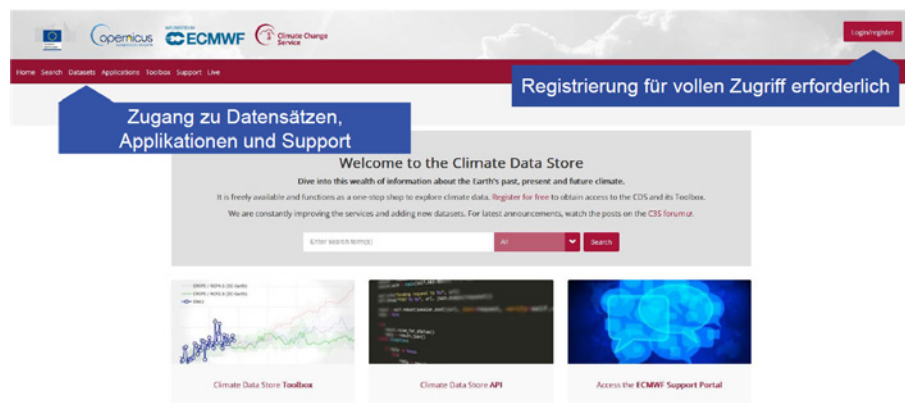 Copernicus
ECMWF
Climate Change
Service
Login/register
Home Search Datasets Applications Toolbox Support Live
Registrierung für vollen Zugriff erforderlich
Zugang zu Datensätzen,
Applikationen und Support
Welcome to the Climate Data Store
Dive into this wealth of information about the Earth's past, present and future climate.
It is freely available and functions as a one-stop shop to explore climate data. Register for free to obtain access to the CDS and its Toolbox.
We are constantly improving the services and adding new datasets. For latest announcements, watch the posts on the C3S forum.
Enter search term(s)
All
Search
Climate Data Store Toolbox
Climate Data Store API
Access the ECMWF Support Portal